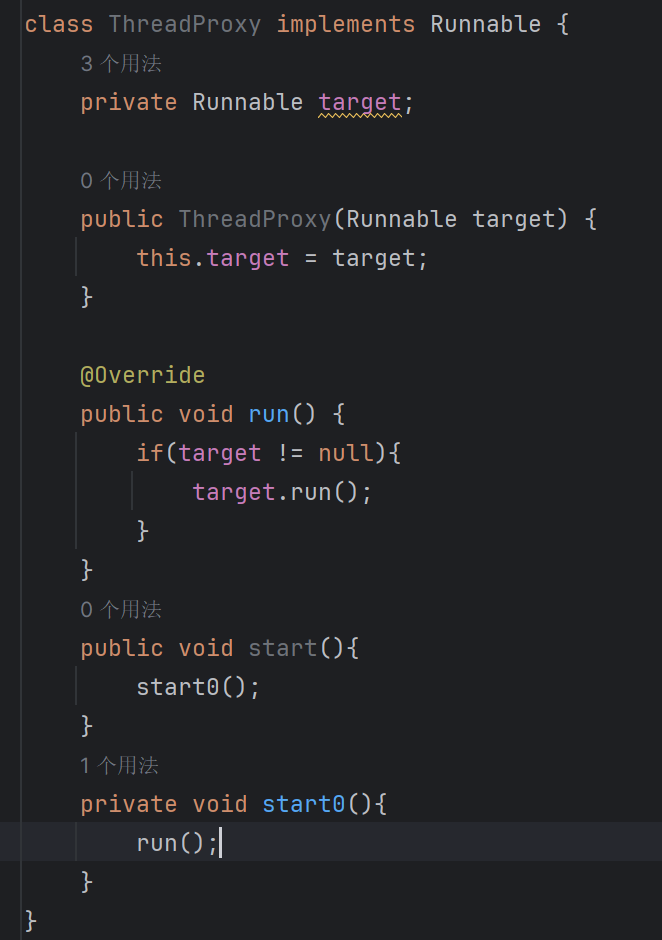 class ThreadProxy implements Runnable {
3 个用法
private Runnable target;
0 个用法
public ThreadProxy(Runnable target) {
this.target = target;
}
@Override
public void run() {
if(target != null){
target.run();
}
}
0 个用法
public void start(){
start0();
}
1 个用法
private void start0(){
run();
}
}